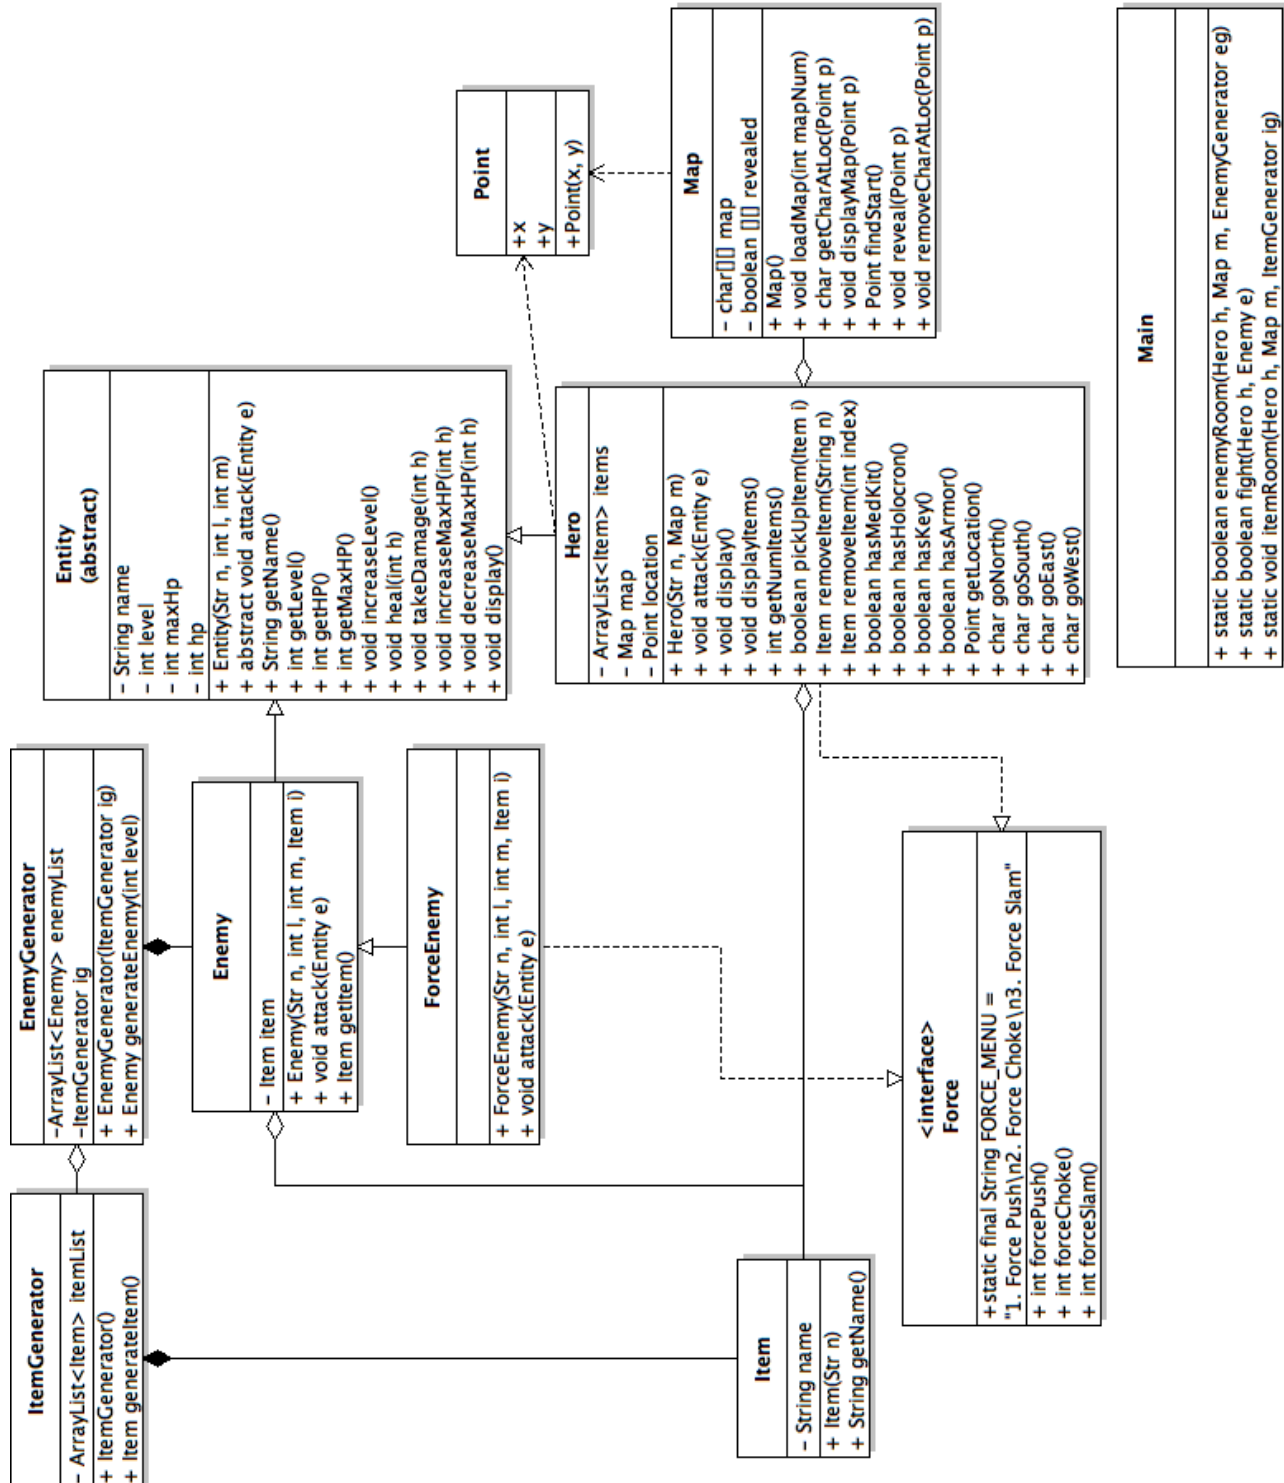 ItemGenerator
– ArrayList<Item> itemList
+ ItemGenerator()
+ Item generateItem()
EnemyGenerator
–ArrayList<Enemy> enemyList
–ItemGenerator ig
+ EnemyGenerator(ItemGenerator ig)
+ Enemy generateEnemy(int level)
Entity
(abstract)
– String name
– int level
– int maxHp
– int hp
+ Entity(Str n, int l, int m)
+ abstract void attack(Entity e)
+ String getName()
+ int getLevel()
+ int getHP()
+ int getMaxHP()
+ void increaseLevel()
+ void heal(int h)
+ void takeDamage(int h)
+ void increaseMaxHP(int h)
+ void decreaseMaxHP(int h)
+ void display()
Enemy
– Item item
+ Enemy(Str n, int l, int m, Item i)
+ void attack(Entity e)
+ Item getItem()
ForceEnemy
+ ForceEnemy(Str n, int l, int m, Item i)
+ void attack(Entity e)
Point
+x
+y
+Point(x, y)
Hero
– ArrayList<Item> items
– Map map
– Point location
+ Hero(Str n, Map m)
+ void attack(Entity e)
+ void display()
+ void displayItems()
+ int getNumItems()
+ boolean pickUpItem(Item i)
+ Item removeItem(String n)
+ Item removeItem(int index)
+ boolean hasMedKit()
+ boolean hasHolocron()
+ boolean hasKey()
+ boolean hasArmor()
+ Point getLocation()
+ char goNorth()
+ char goSouth()
+ char goEast()
+ char goWest()
Map
– char[][] map
– boolean [][] revealed
+ Map()
+ void loadMap(int mapNum)
+ char getCharAtLoc(Point p)
+ void displayMap(Point p)
+ Point findStart()
+ void reveal(Point p)
+ void removeCharAtLoc(Point p)
Item
– String name
+ Item(Str n)
+ String getName()
<interface>
Force
+static final String FORCE_MENU =
"1. Force Push\n2. Force Choke\n3. Force Slam"
+ int forcePush()
+ int forceChoke()
+ int forceSlam()
Main
+ static boolean enemyRoom(Hero h, Map m, EnemyGenerator eg)
+ static boolean fight(Hero h, Enemy e)
+ static void itemRoom(Hero h, Map m, ItemGenerator ig)